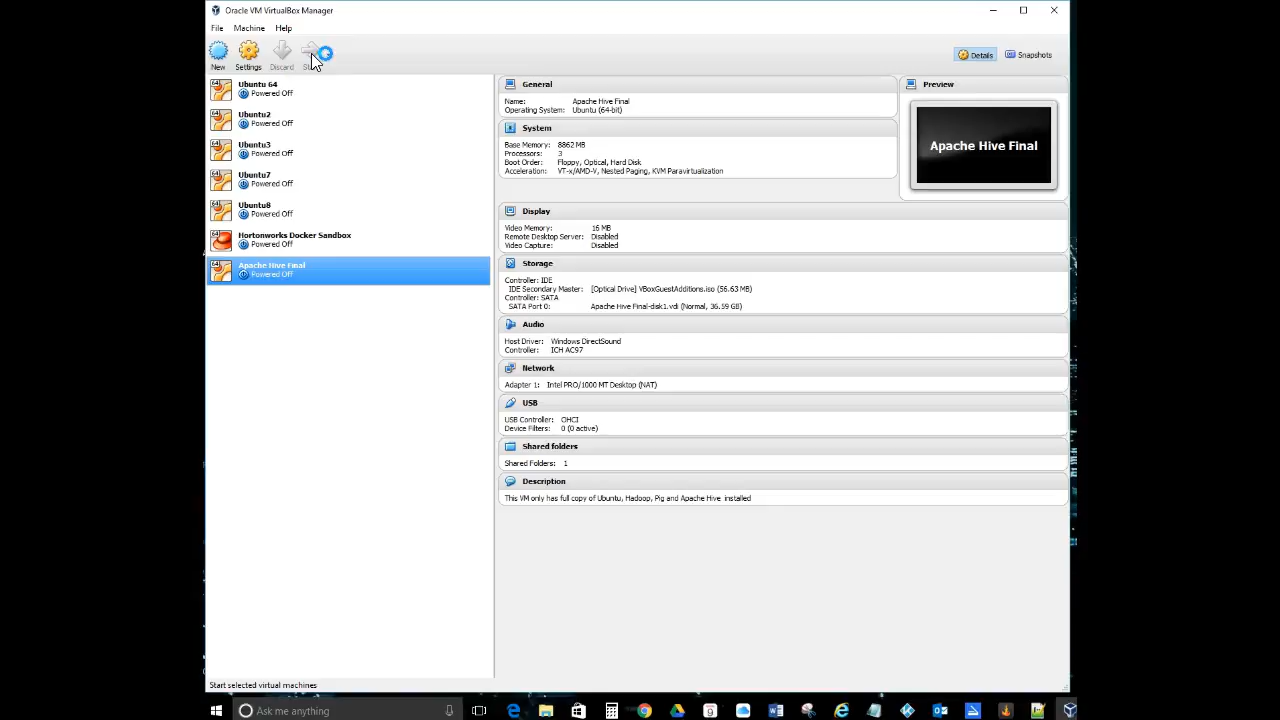 Oracle VM VirtualBox Manager
File Machine Help
New Settings Discard
Details Snapshots
64 Ubuntu 64
Powered Off
64 Ubuntu2
Powered Off
64 Ubuntu3
Powered Off
64 Ubuntu7
Powered Off
64 Ubuntu8
Powered Off
64 Hortonworks Docker Sandbox
Powered Off
64 Apache Hive Final
Powered Off
General
Name: Apache Hive Final
Operating System: Ubuntu (64-bit)
System
Base Memory: 8862 MB
Processors: 3
Boot Order: Floppy, Optical, Hard Disk
Acceleration: VT-x/AMD-V, Nested Paging, KVM Paravirtualization
Preview
Apache Hive Final
Display
Video Memory: 16 MB
Remote Desktop Server: Disabled
Video Capture: Disabled
Storage
Controller: IDE
IDE Secondary Master: [Optical Drive] VBoxGuestAdditions.iso (56.63 MB)
Controller: SATA
SATA Port 0: Apache Hive Final-disk1.vdi (Normal, 36.59 GB)
Audio
Host Driver: Windows DirectSound
Controller: ICH AC97
Network
Adapter 1: Intel PRO/1000 MT Desktop (NAT)
USB
USB Controller: OHCI
Device Filters: 0 (0 active)
Shared folders
Shared Folders: 1
Description
This VM only has full copy of Ubuntu, Hadoop, Pig and Apache Hive installed
Start selected virtual machines
Ask me anything